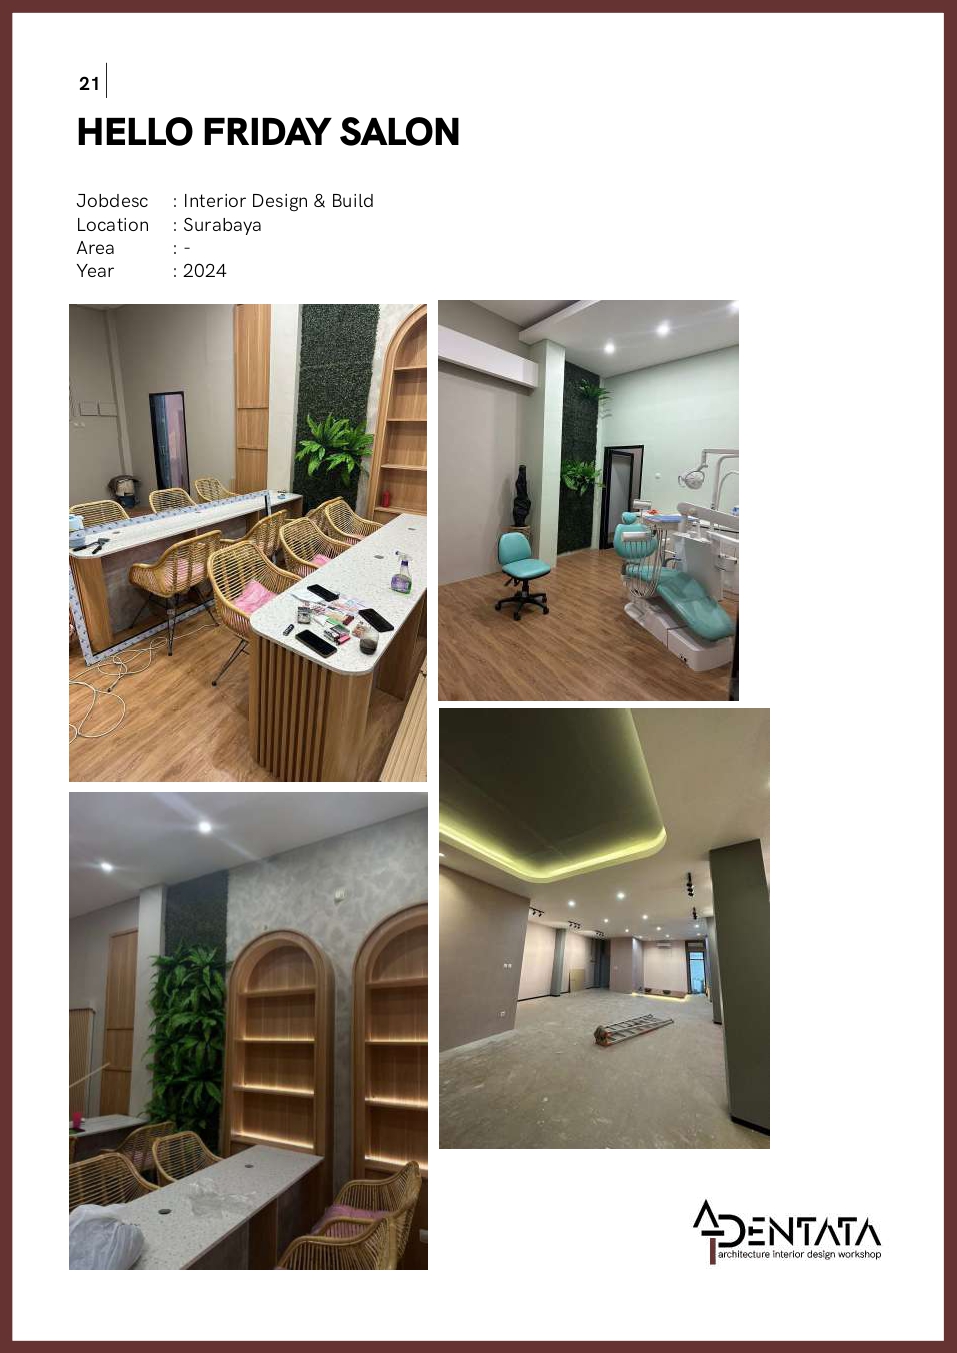 21
HELLO FRIDAY SALON
Jobdesc : Interior Design & Build
Location : Surabaya
Area : -
Year : 2024
ADENTATA
architecture interior design workshop